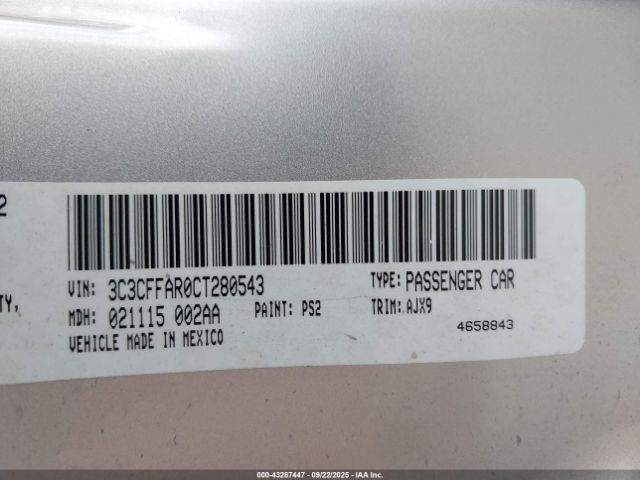 2
VIN: 3C3CFFAR0CT280543 TYPE: PASSENGER CAR
TY,
MDH: 021115 002AA PAINT: PS2 TRIM: AJX9
4658843
VEHICLE MADE IN MEXICO
000-43287447 - 09/22/2025 - IAA Inc.